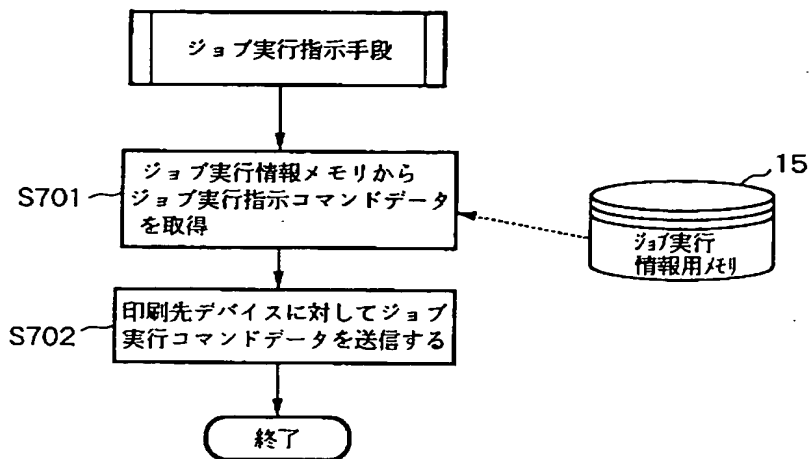 ジョブ実行指示手段
S701
ジョブ実行情報メモリから
ジョブ実行指示コマンドデータ
を取得
15
ジョブ実行
情報用メモリ
S702
印刷先デバイスに対してジョブ
実行コマンドデータを送信する
終了